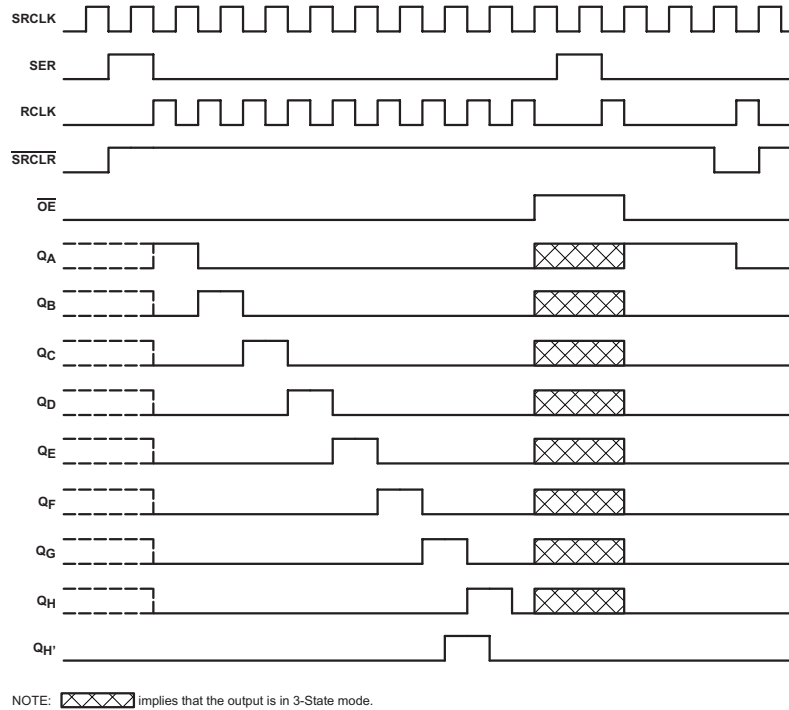 SRCLK
SER
RCLK
SRCLR
OE
QA
QB
QC
QD
QE
QF
QG
QH
QH'
NOTE: implies that the output is in 3-State mode.